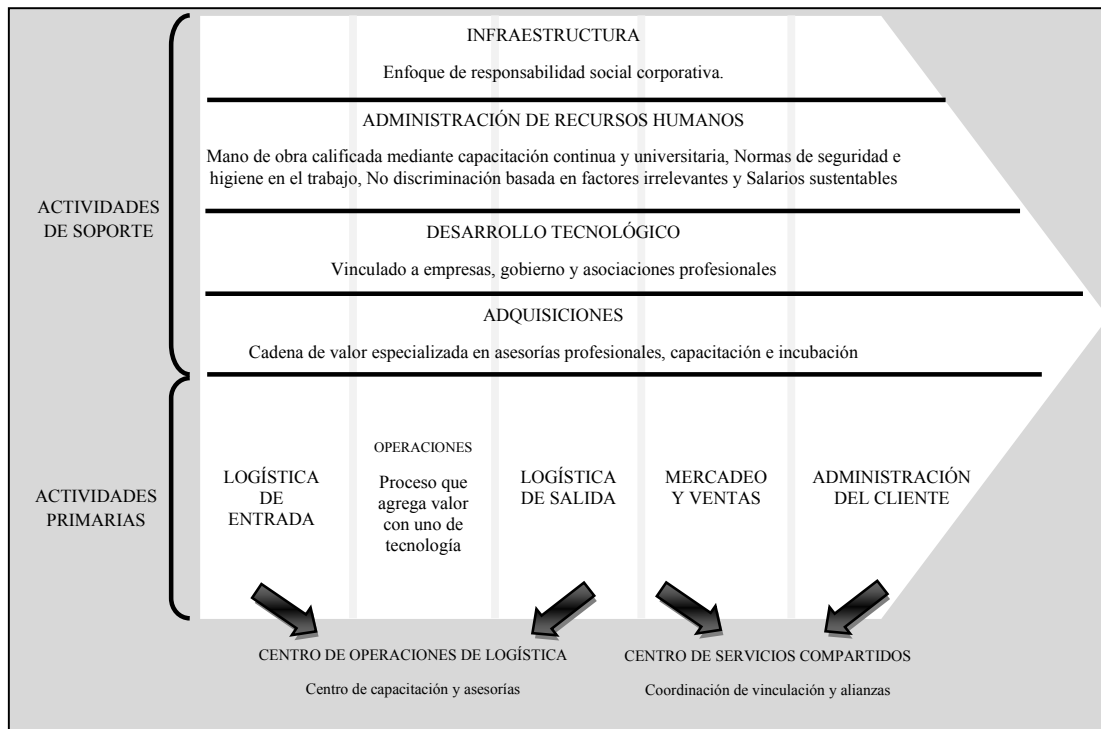 INFRAESTRUCTURA
Enfoque de responsabilidad social corporativa.
ADMINISTRACIÓN DE RECURSOS HUMANOS
Mano de obra calificada mediante capacitación continua y universitaria, Normas de seguridad e
higiene en el trabajo, No discriminación basada en factores irrelevantes y Salarios sustentables
ACTIVIDADES
DE SOPORTE
DESARROLLO TECNOLÓGICO
Vinculado a empresas, gobierno y asociaciones profesionales
ADQUISICIONES
Cadena de valor especializada en asesorías profesionales, capacitación e incubación
ACTIVIDADES
PRIMARIAS
LOGÍSTICA
DE
ENTRADA
OPERACIONES
Proceso que
agrega valor
con uno de
tecnología
LOGÍSTICA
DE SALIDA
MERCADEO
Y VENTAS
ADMINISTRACIÓN
DEL CLIENTE
CENTRO DE OPERACIONES DE LOGÍSTICA
Centro de capacitación y asesorías
CENTRO DE SERVICIOS COMPARTIDOS
Coordinación de vinculación y alianzas